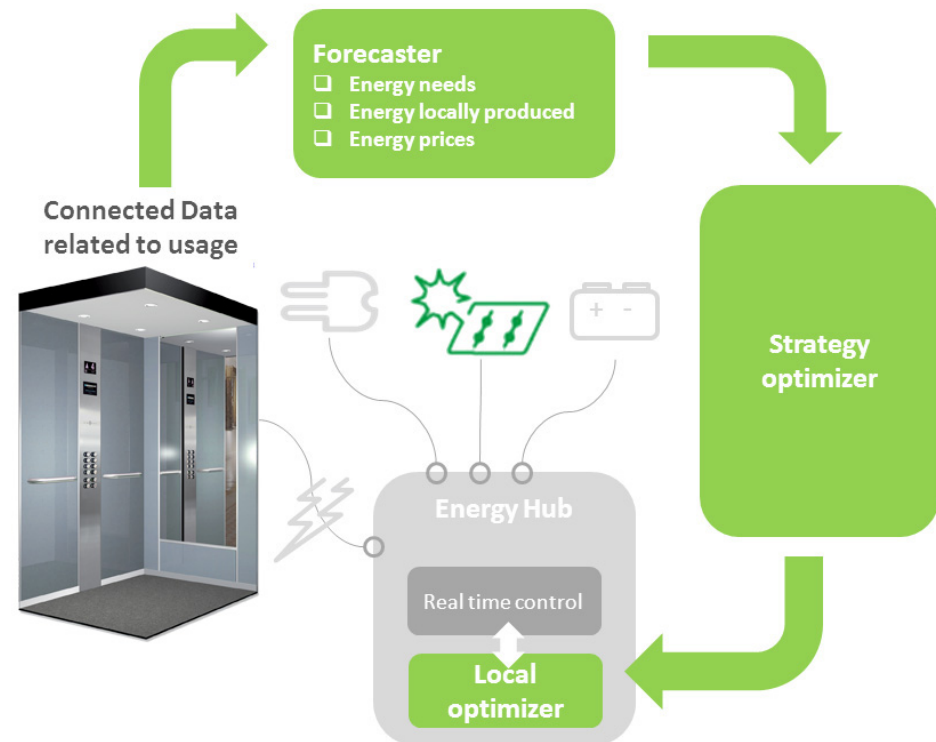 Forecaster
❑ Energy needs
❑ Energy locally produced
❑ Energy prices
Connected Data
related to usage
+ -
Strategy
optimizer
Energy Hub
Real time control
Local
optimizer